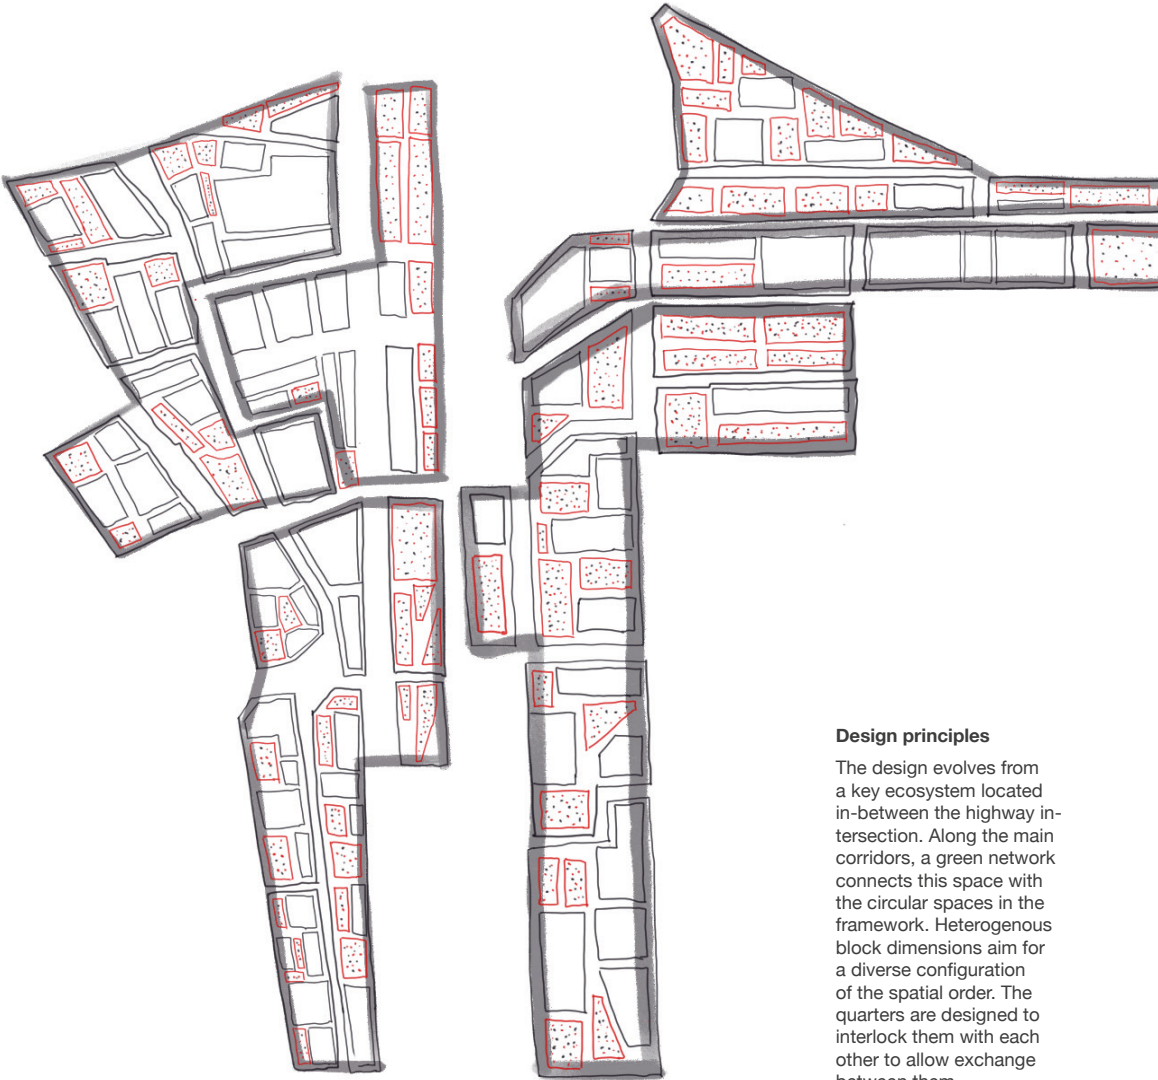 Design principles
The design evolves from
a key ecosystem located
in-between the highway in-
tersection. Along the main
corridors, a green network
connects this space with
the circular spaces in the
framework. Heterogenous
block dimensions aim for
a diverse configuration
of the spatial order. The
quarters are designed to
interlock them with each
other to allow exchange
between them